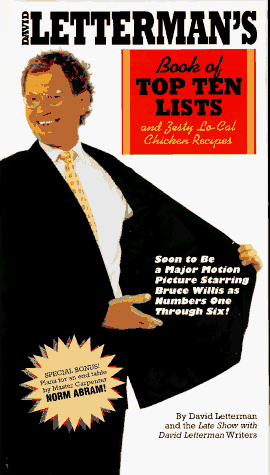 DAVID
LETTERMAN'S
Book of
TOP TEN
LISTS
and Zesty Lo-Cal
Chicken Recipes
Soon to Be
a Major Motion
Picture Starring
Bruce Willis as
Numbers One
Through Six!
SPECIAL BONUS!
Plans for an end table
by Master Carpenter
NORM ABRAM!
By David Letterman
and the Late Show with
David Letterman Writers